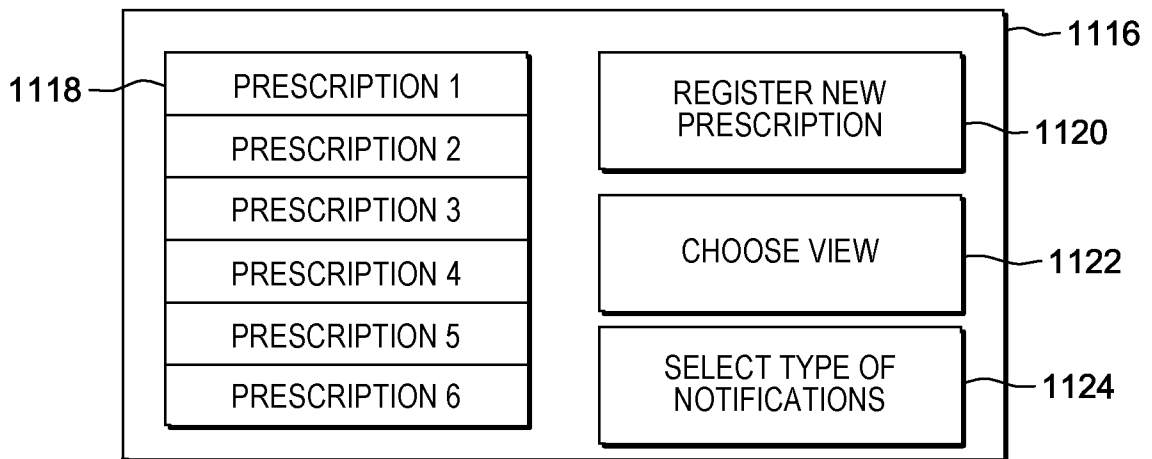 1116
1118
PRESCRIPTION 1
PRESCRIPTION 2
PRESCRIPTION 3
PRESCRIPTION 4
PRESCRIPTION 5
PRESCRIPTION 6
REGISTER NEW
PRESCRIPTION
1120
CHOOSE VIEW
1122
SELECT TYPE OF
NOTIFICATIONS
1124